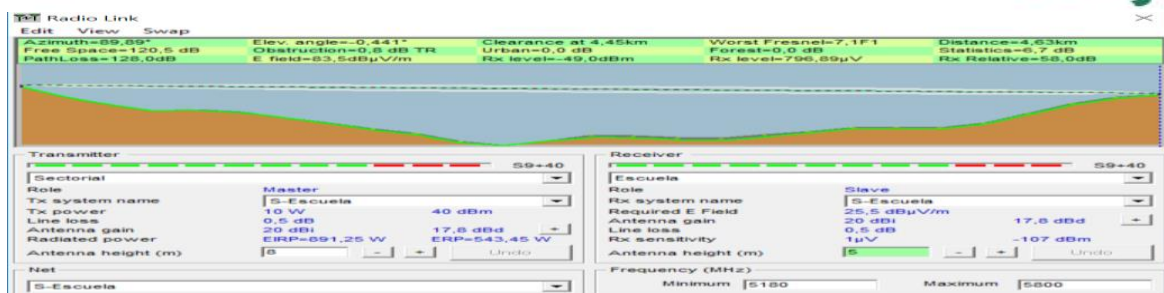 Radio Link
Edit View Swap
Azimuth=89,89° Elev. angle=-0,441° Clearance at 4,45km Worst Fresnel=7,1F1 Distance=4,63km
Free Space=120,5 dB Obstruction=0,8 dB TR Urban=0,0 dB Forest=0,0 dB Statistics=6,7 dB
PathLoss=128,0dB E field=83,5dBµV/m Rx level=-49,0dBm Rx level=796,89µV Rx Relative=58,0dB
Transmitter
S9+40
Sectorial
Role Master
Tx system name S-Escuela
Tx power 10 W 40 dBm
Line loss 0,5 dB
Antenna gain 20 dBi 17,8 dBd +
Radiated power EIRP=891,25 W ERP=543,45 W
Antenna height (m) 8 - + Undo
Net
S-Escuela
Receiver
S9+40
Escuela
Role Slave
Rx system name S-Escuela
Required E Field 25,5 dBµV/m
Antenna gain 20 dBi 17,8 dBd +
Line loss 0,5 dB
Rx sensitivity 1µV -107 dBm
Antenna height (m) 5 - + Undo
Frequency (MHz)
Minimum 5180 Maximum 5800